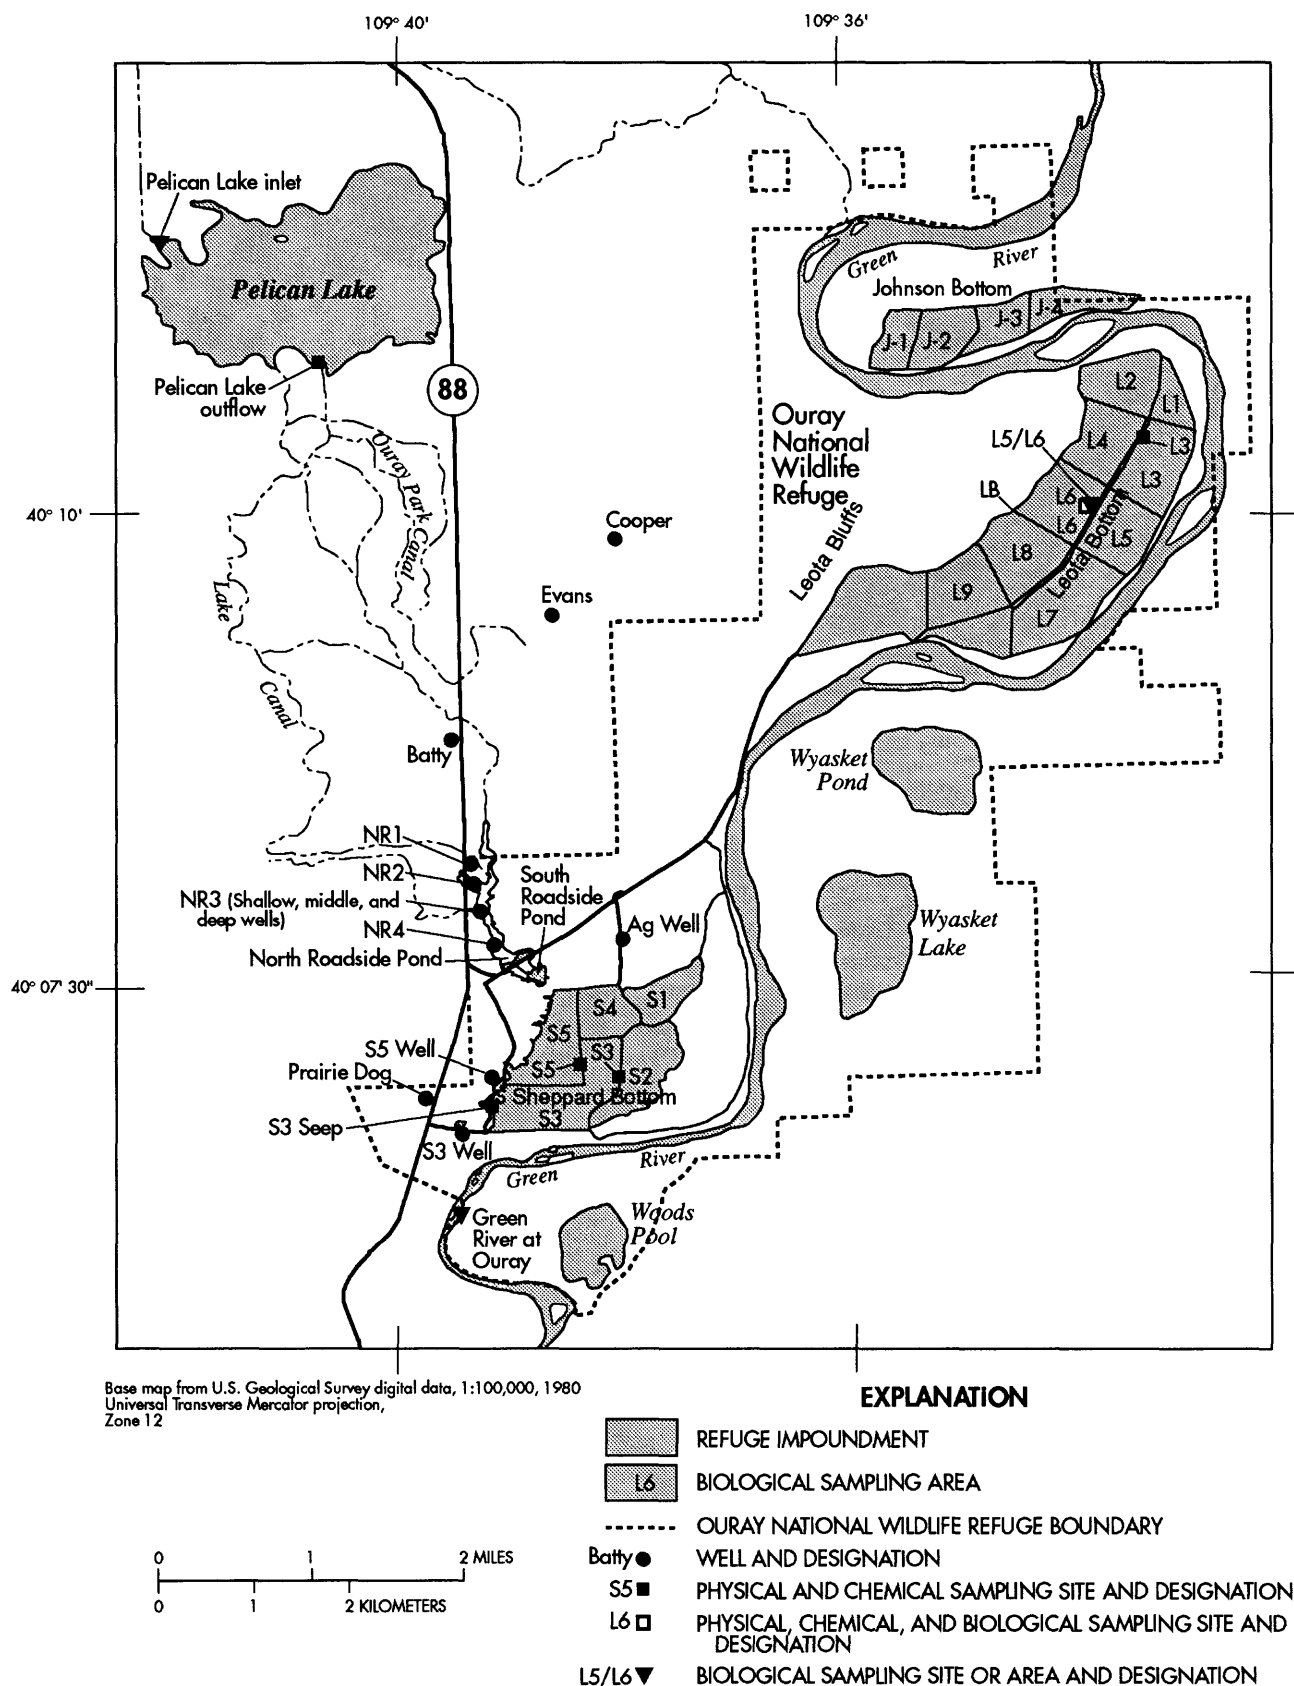 109° 40'
109° 36'
Pelican Lake inlet
Pelican Lake
Green
River
Johnson Bottom
J-1
J-2
J-3
J-4
Pelican Lake
outflow
88
L2
L1
Ouray
National
Wildlife
Refuge
L5/L6
L4
L3
L3
LB
L6
L6
L5
Ouray Park Canal
40° 10'
Cooper
Leota Bluffs
Leota Bottom
L8
L9
L7
Evans
Lake
Canal
Batty
Wyasket
Pond
NR1
NR2
NR3 (Shallow, middle, and
deep wells)
NR4
North Roadside Pond
South
Roadside
Pond
Ag Well
Wyasket
Lake
40° 07' 30"
S1
S4
S5
S5
S3
S2
S5 Well
Prairie Dog
S Sheppard Bottom
S3
S3 Seep
S3 Well
Green
River
Green
River at
Ouray
Woods
Pool
Base map from U.S. Geological Survey digital data, 1:100,000, 1980
Universal Transverse Mercator projection,
Zone 12
EXPLANATION
REFUGE IMPOUNDMENT
L6 BIOLOGICAL SAMPLING AREA
OURAY NATIONAL WILDLIFE REFUGE BOUNDARY
Batty WELL AND DESIGNATION
S5 PHYSICAL AND CHEMICAL SAMPLING SITE AND DESIGNATION
L6 PHYSICAL, CHEMICAL, AND BIOLOGICAL SAMPLING SITE AND
DESIGNATION
L5/L6 BIOLOGICAL SAMPLING SITE OR AREA AND DESIGNATION
0 1 2 MILES
0 1 2 KILOMETERS